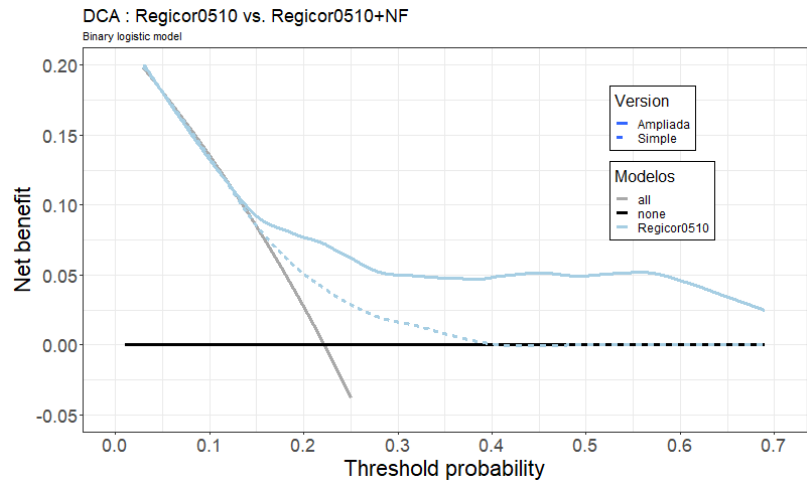 DCA : Regicor0510 vs. Regicor0510+NF
Binary logistic model
Net benefit
0.20
0.15
0.10
0.05
0.00
-0.05
Version
Ampliada
Simple
Modelos
all
none
Regicor0510
0.0 0.1 0.2 0.3 0.4 0.5 0.6 0.7
Threshold probability